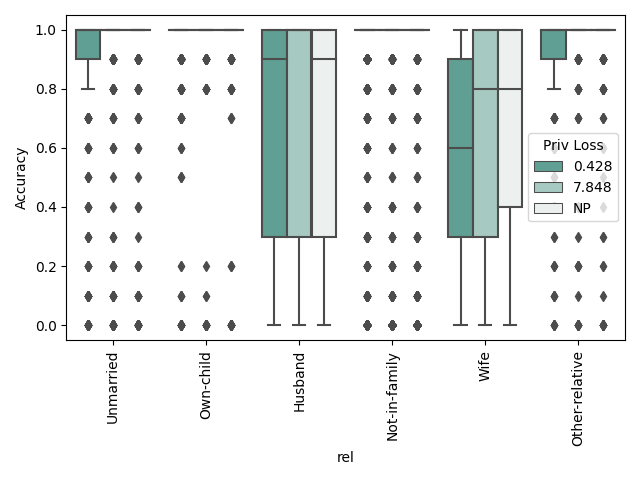 1.0
0.8
0.6
0.4
0.2
0.0
Accuracy
Priv Loss
0.428
7.848
NP
Unmarried
Own-child
Husband
Not-in-family
Wife
Other-relative
rel